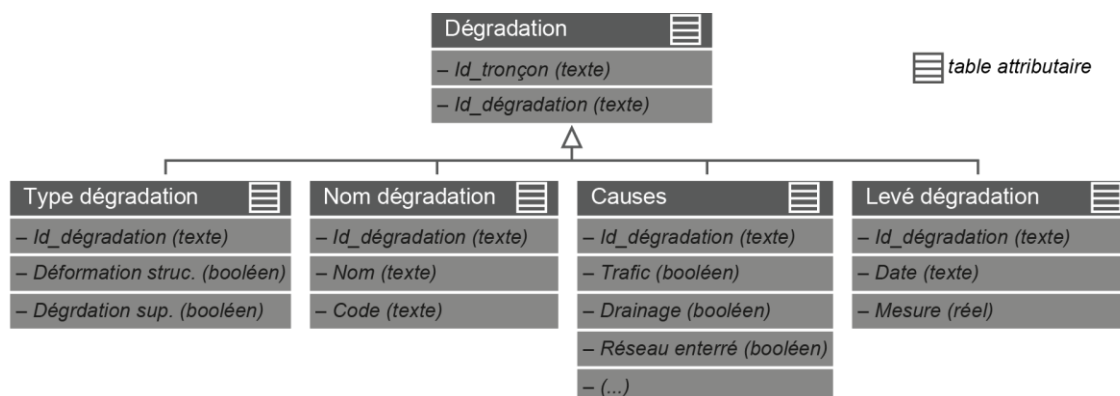 Dégradation
– Id_tronçon (texte)
– Id_dégradation (texte)
table attributaire
Type dégradation
– Id_dégradation (texte)
– Déformation struc. (booléen)
– Dégrdation sup. (booléen)
Nom dégradation
– Id_dégradation (texte)
– Nom (texte)
– Code (texte)
Causes
– Id_dégradation (texte)
– Trafic (booléen)
– Drainage (booléen)
– Réseau enterré (booléen)
– (...)
Levé dégradation
– Id_dégradation (texte)
– Date (texte)
– Mesure (réel)